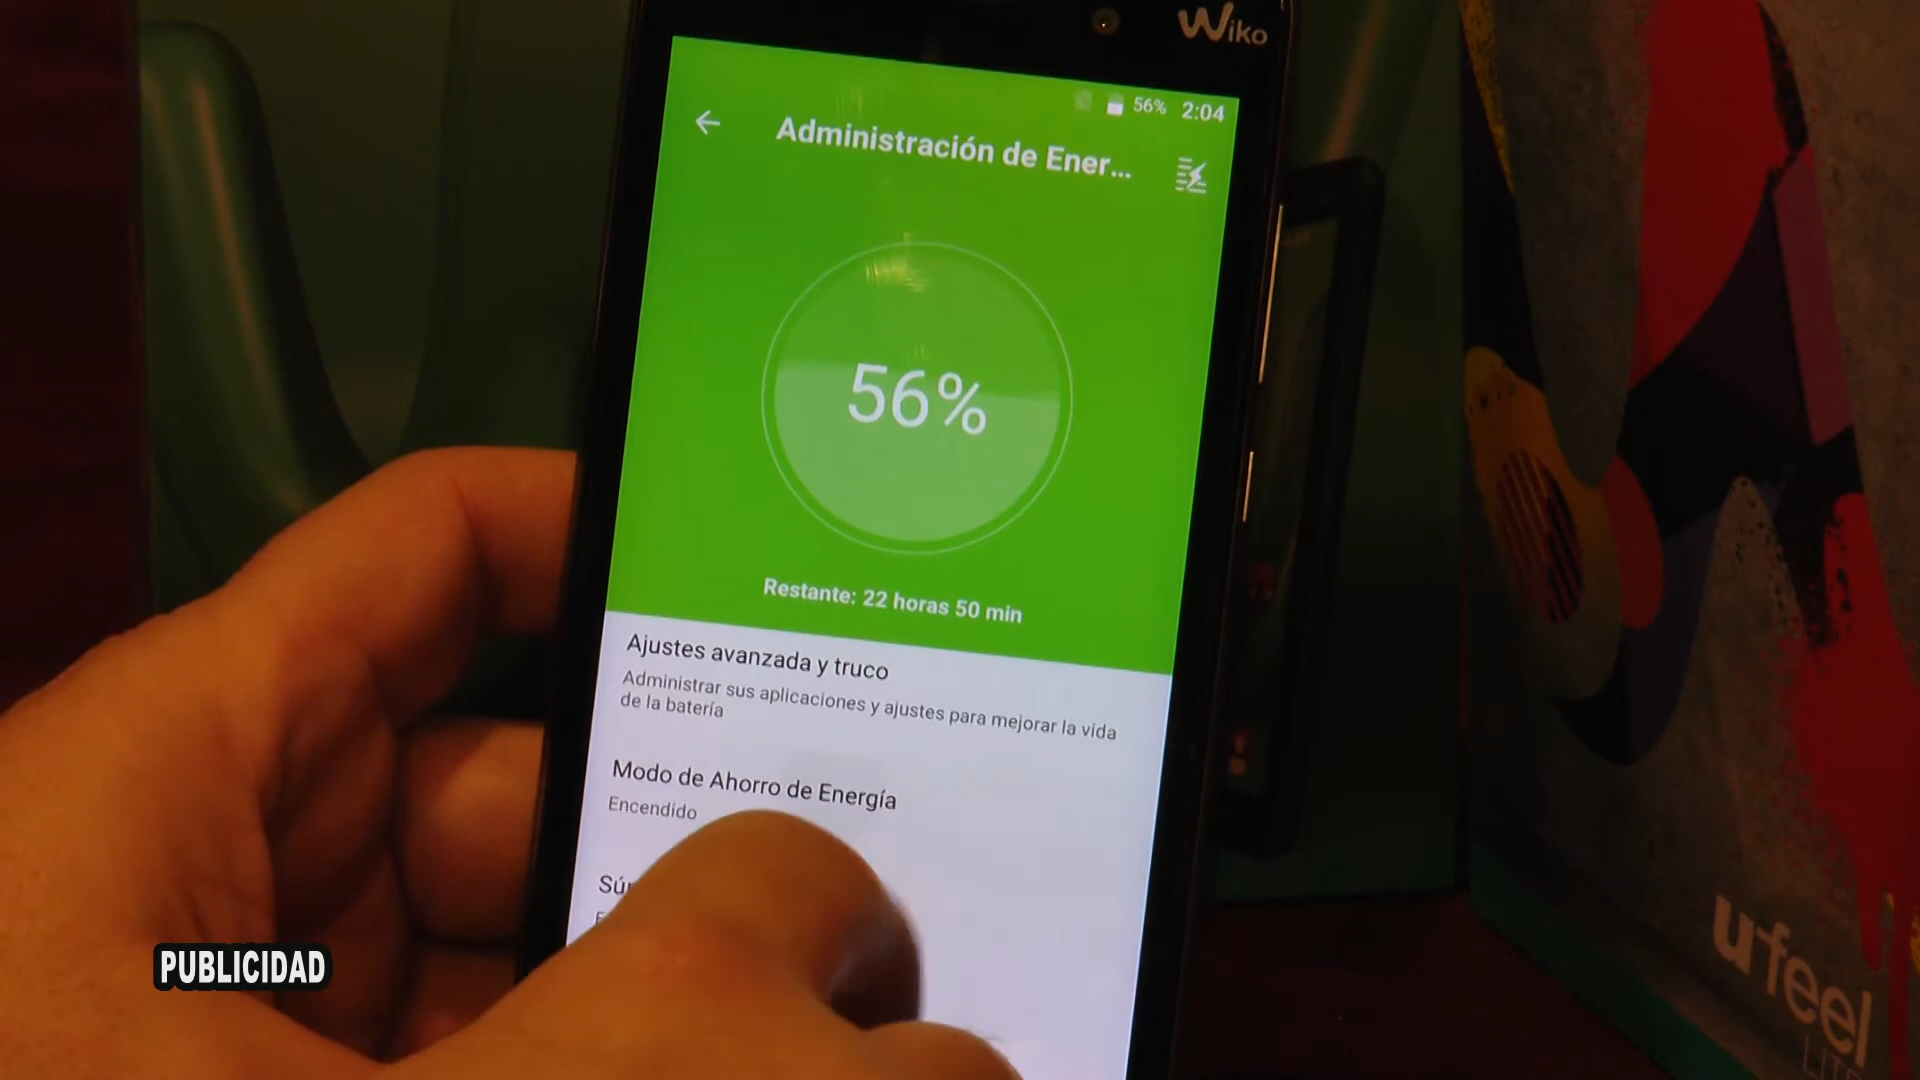 Wiko
56% 2:04
Administración de Ener...
56%
Restante: 22 horas 50 min
Ajustes avanzada y truco
Administrar sus aplicaciones y ajustes para mejorar la vida
de la batería
Modo de Ahorro de Energía
Encendido
PUBLICIDAD
ufeel